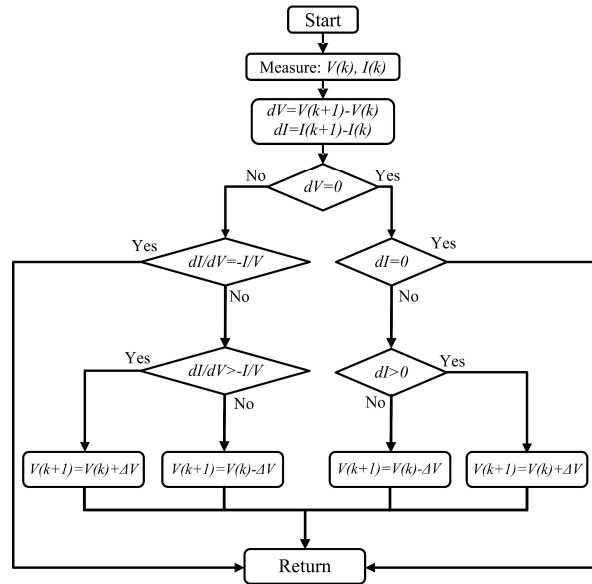 Start
Measure: V(k), I(k)
dV=V(k+1)-V(k)
dI=I(k+1)-I(k)
No
Yes
dV=0
Yes
dI/dV=-I/V
dI=0
Yes
No
No
Yes
dI/dV>-I/V
dI>0
Yes
No
No
V(k+1)=V(k)+ΔV
V(k+1)=V(k)-ΔV
V(k+1)=V(k)-ΔV
V(k+1)=V(k)+ΔV
Return